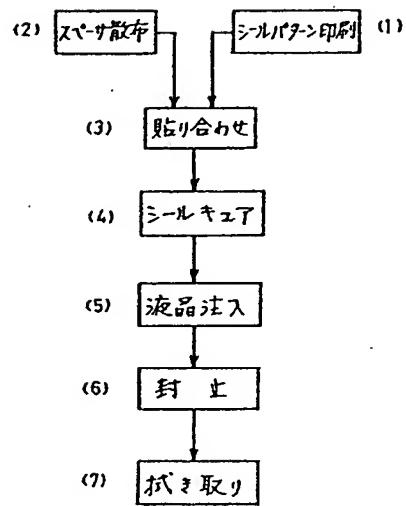 (2) スペーサ散布 シールパターン印刷 (1)
(3) 貼り合わせ
(4) シールキュア
(5) 液晶注入
(6) 封止
(7) 拭き取り